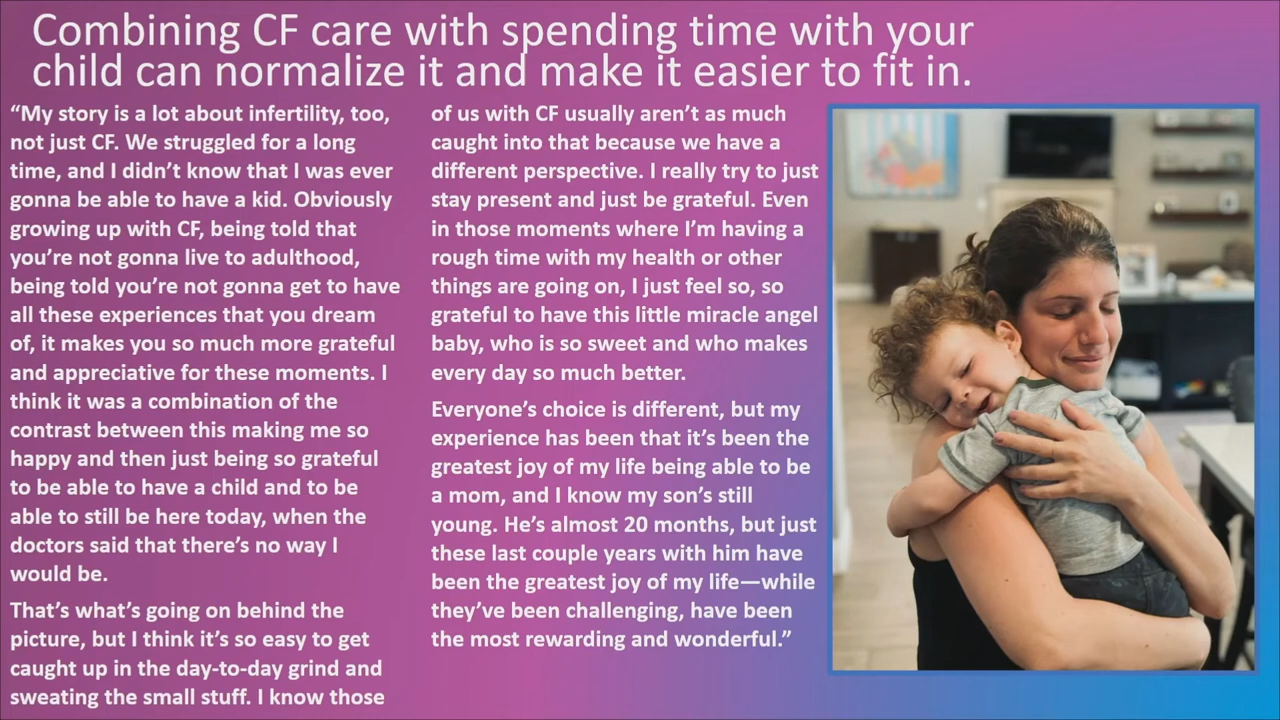 Combining CF care with spending time with your
child can normalize it and make it easier to fit in.
“My story is a lot about infertility, too,
not just CF. We struggled for a long
time, and I didn’t know that I was ever
gonna be able to have a kid. Obviously
growing up with CF, being told that
you’re not gonna live to adulthood,
being told you’re not gonna get to have
all these experiences that you dream
of, it makes you so much more grateful
and appreciative for these moments. I
think it was a combination of the
contrast between this making me so
happy and then just being so grateful
to be able to have a child and to be
able to still be here today, when the
doctors said that there’s no way I
would be.
That’s what’s going on behind the
picture, but I think it’s so easy to get
caught up in the day-to-day grind and
sweating the small stuff. I know those
of us with CF usually aren’t as much
caught into that because we have a
different perspective. I really try to just
stay present and just be grateful. Even
in those moments where I’m having a
rough time with my health or other
things are going on, I just feel so, so
grateful to have this little miracle angel
baby, who is so sweet and who makes
every day so much better.
Everyone’s choice is different, but my
experience has been that it’s been the
greatest joy of my life being able to be
a mom, and I know my son’s still
young. He’s almost 20 months, but just
these last couple years with him have
been the greatest joy of my life—while
they’ve been challenging, have been
the most rewarding and wonderful.”